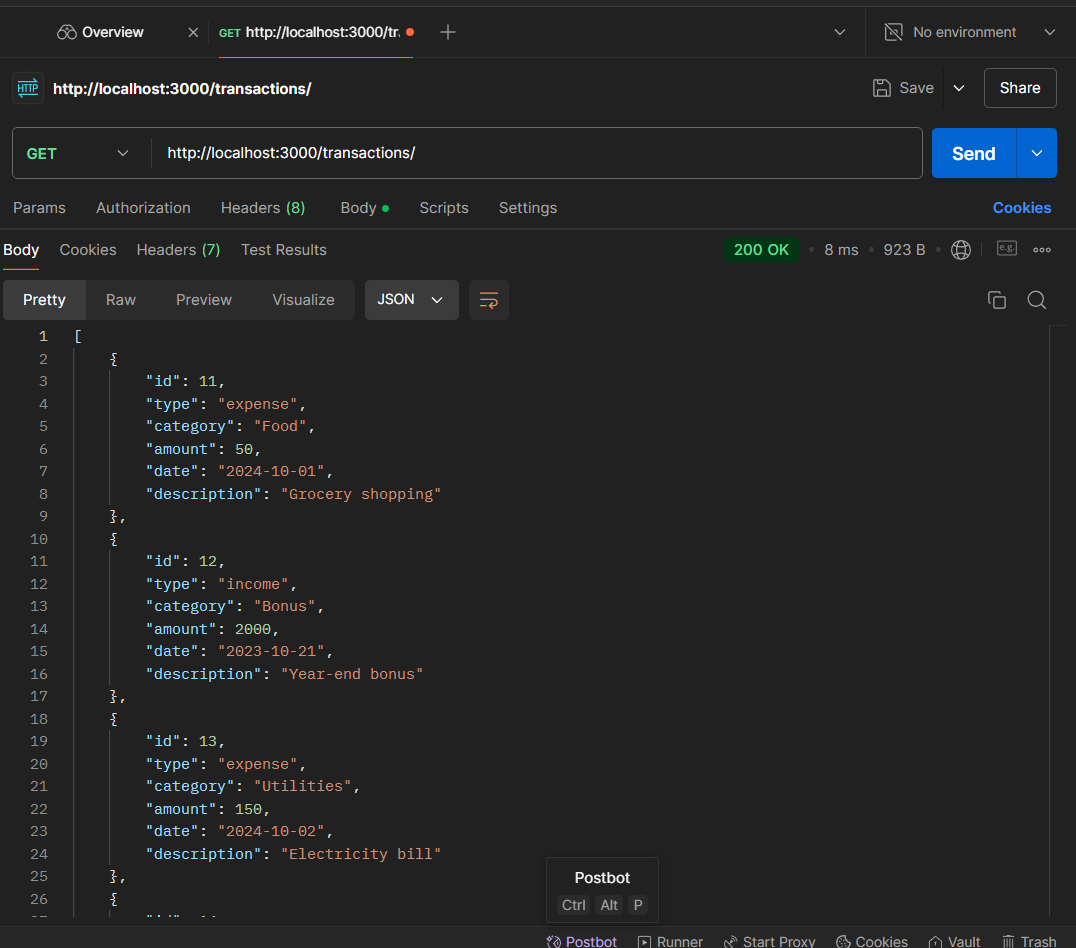 Overview
GET http://localhost:3000/tr.
No environment
HTTP http://localhost:3000/transactions/
Save
Share
GET http://localhost:3000/transactions/
Send
Params Authorization Headers (8) Body Scripts Settings Cookies
Body Cookies Headers (7) Test Results 200 OK 8 ms 923 B e.g.
Pretty Raw Preview Visualize JSON
1 [
2 {
3 "id": 11,
4 "type": "expense",
5 "category": "Food",
6 "amount": 50,
7 "date": "2024-10-01",
8 "description": "Grocery shopping"
9 },
10 {
11 "id": 12,
12 "type": "income",
13 "category": "Bonus",
14 "amount": 2000,
15 "date": "2023-10-21",
16 "description": "Year-end bonus"
17 },
18 {
19 "id": 13,
20 "type": "expense",
21 "category": "Utilities",
22 "amount": 150,
23 "date": "2024-10-02",
24 "description": "Electricity bill"
25 },
26 {
Postbot
Ctrl Alt P
Postbot Runner Start Proxy Cookies Vault Trash